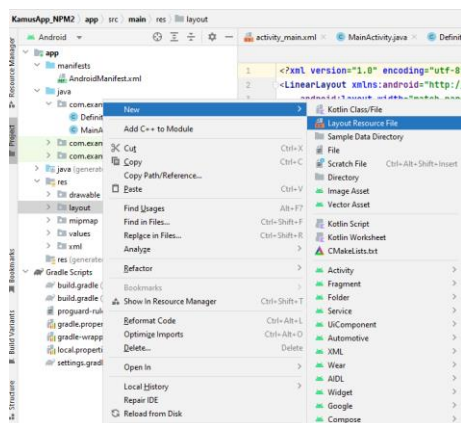 KamusApp_NPM2 app src main res layout
Android
activity_main.xml
MainActivity.java
Definit
app
manifests
AndroidManifest.xml
java
com.exan
Definit
MainA
com.exan
com.exan
java (generat
res
drawable
layout
mipmap
values
xml
res (generate
Gradle Scripts
build.gradle (
build.gradle (
proguard-rul
gradle.proper
gradle-wrapp
local.properti
settings.gradl
Resource Manager
Project
Bookmarks
Build Variants
Structure
1 <?xml version="1.0" encoding="utf-8
2 <LinearLayout xmlns:android="http:/
New
Add C++ to Module
Cut Ctrl+X
Copy Ctrl+C
Copy Path/Reference...
Paste Ctrl+V
Find Usages Alt+F7
Find in Files... Ctrl+Shift+F
Replace in Files... Ctrl+Shift+R
Analyze
Refactor
Bookmarks
Show In Resource Manager Ctrl+Shift+T
Reformat Code Ctrl+Alt+L
Optimize Imports Ctrl+Alt+O
Delete... Delete
Open In
Local History
Repair IDE
Reload from Disk
Kotlin Class/File
Layout Resource File
Sample Data Directory
File
Scratch File Ctrl+Alt+Shift+Insert
Directory
Image Asset
Vector Asset
Kotlin Script
Kotlin Worksheet
CMakeLists.txt
Activity
Fragment
Folder
Service
UiComponent
Automotive
XML
Wear
AIDL
Widget
Google
Compose